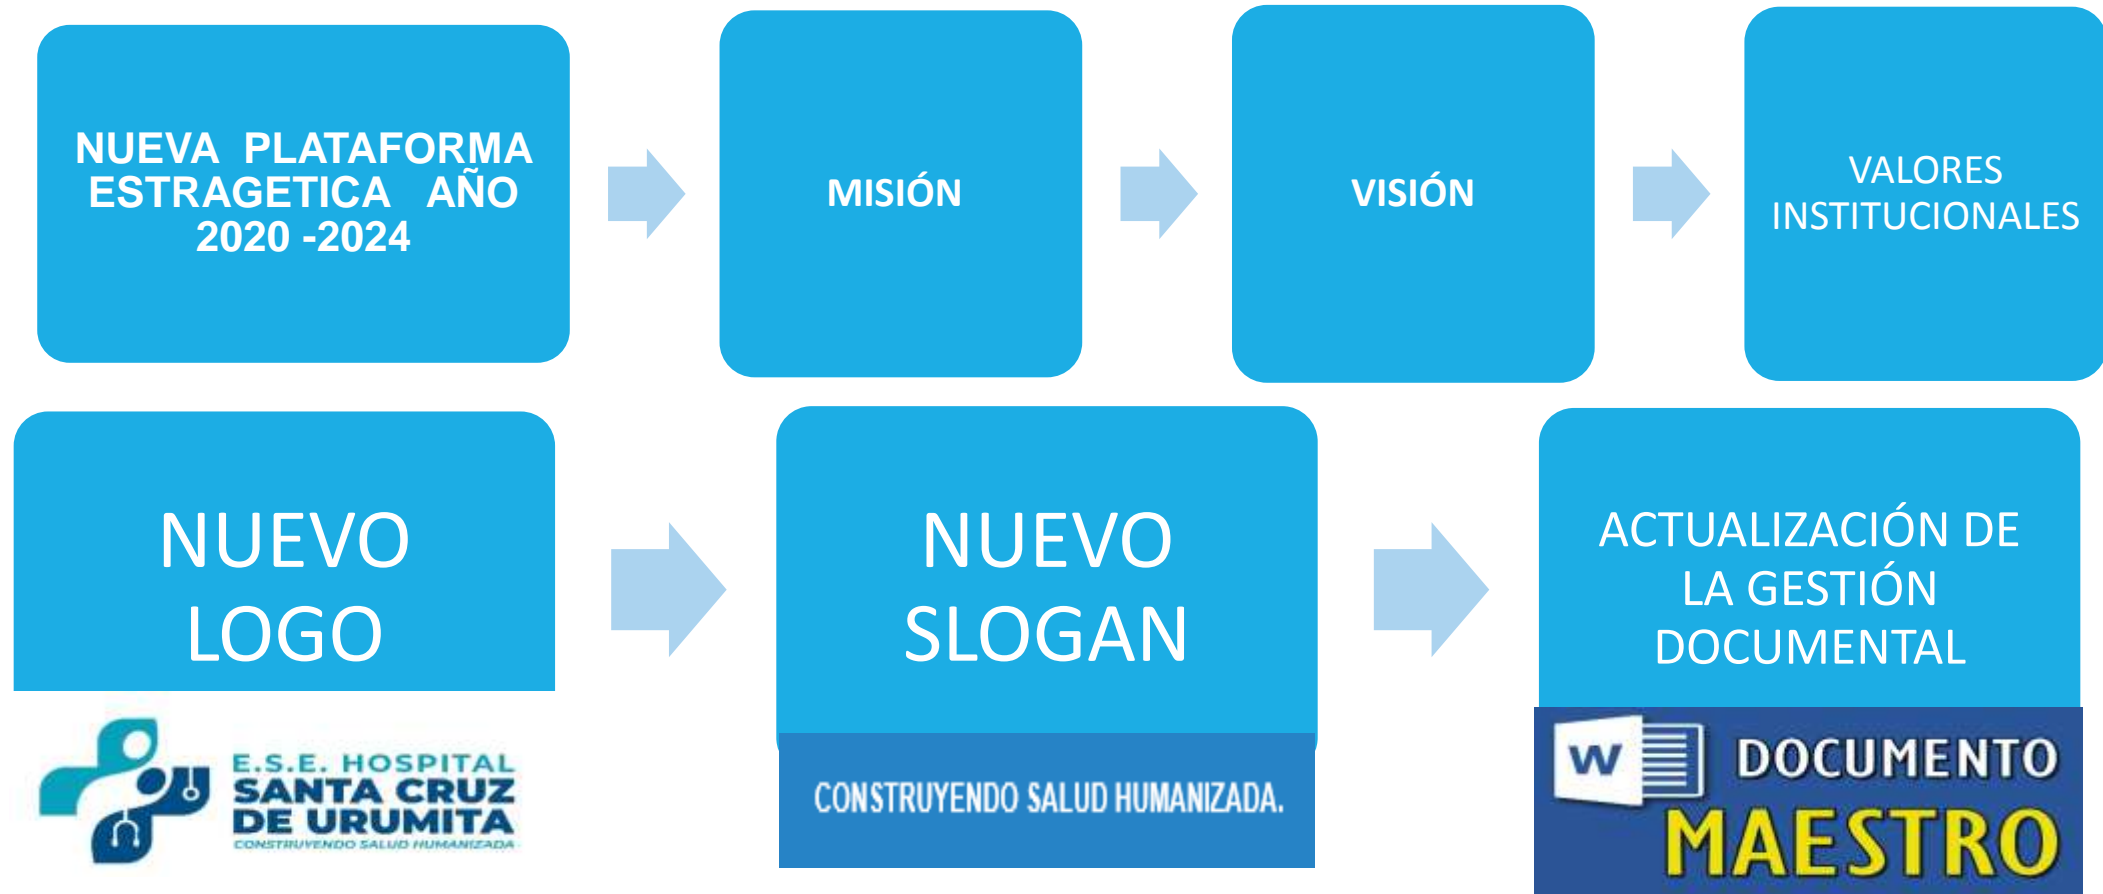 NUEVA PLATAFORMA
ESTRAGETICA AÑO
2020 -2024
MISIÓN
VISIÓN
VALORES
INSTITUCIONALES
NUEVO
LOGO
NUEVO
SLOGAN
ACTUALIZACIÓN DE
LA GESTIÓN
DOCUMENTAL
E.S.E. HOSPITAL
SANTA CRUZ
DE URUMITA
CONSTRUYENDO SALUD HUMANIZADA
CONSTRUYENDO SALUD HUMANIZADA.
W
DOCUMENTO
MAESTRO